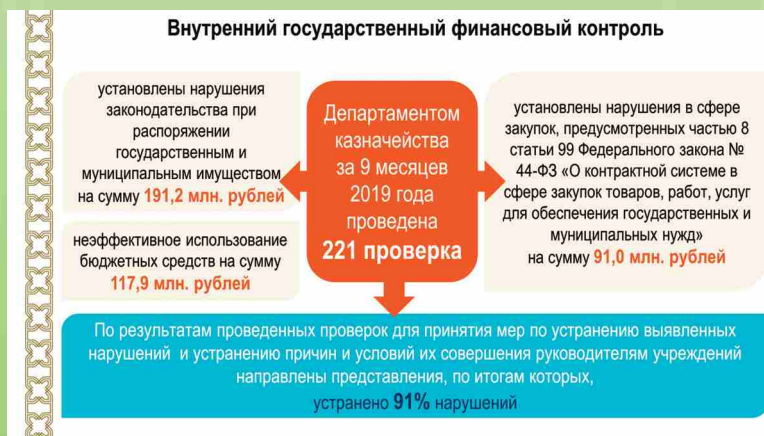 Внутренний государственный финансовый контроль
установлены нарушения
законодательства при
распоряжении
государственным и
муниципальным имуществом
на сумму 191,2 млн. рублей
неэффективное использование
бюджетных средств на сумму
117,9 млн. рублей
Департаментом
казначейства
за 9 месяцев
2019 года
проведена
221 проверка
установлены нарушения в сфере
закупок, предусмотренных частью 8
статьи 99 Федерального закона №
44-ФЗ «О контрактной системе в
сфере закупок товаров, работ, услуг
для обеспечения государственных и
муниципальных нужд»
на сумму 91,0 млн. рублей
По результатам проведенных проверок для принятия мер по устранению выявленных
нарушений и устранению причин и условий их совершения руководителям учреждений
направлены представления, по итогам которых,
устранено 91% нарушений